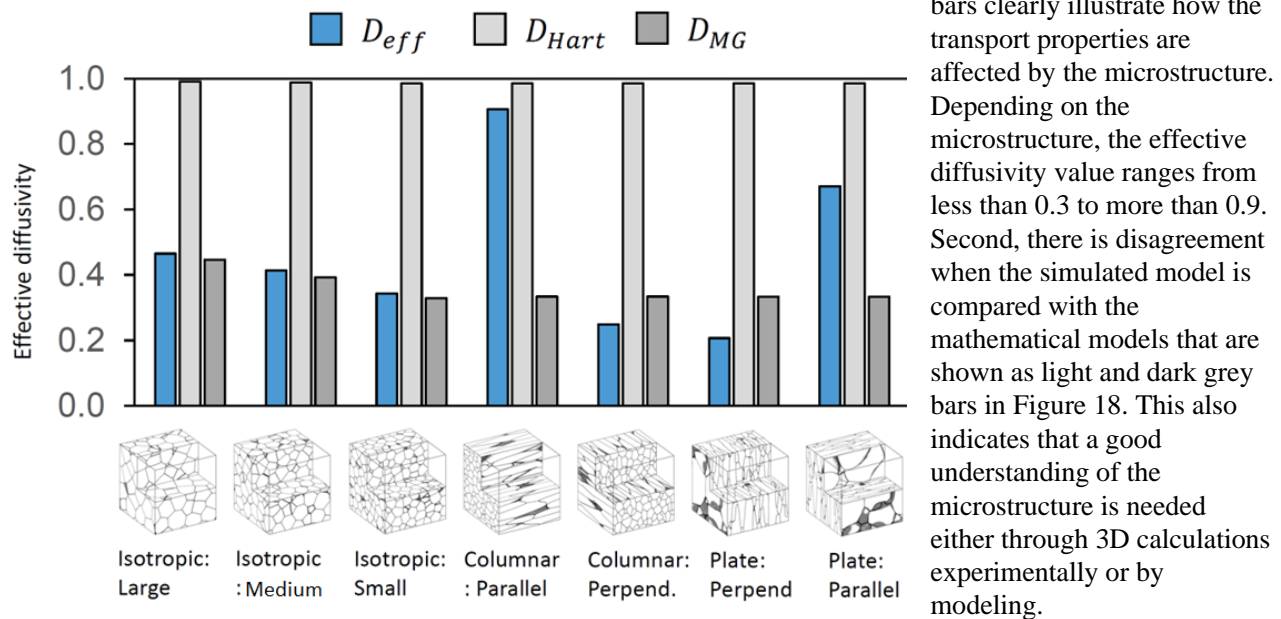 D_eff D_Hart D_MG
Effective diffusivity
1.0
0.8
0.6
0.4
0.2
0.0
Isotropic:
Large
Isotropic
: Medium
Isotropic:
Small
Columnar
: Parallel
Columnar:
Perpend.
Plate:
Perpend
Plate:
Parallel
bars clearly illustrate how the
transport properties are
affected by the microstructure.
Depending on the
microstructure, the effective
diffusivity value ranges from
less than 0.3 to more than 0.9.
Second, there is disagreement
when the simulated model is
compared with the
mathematical models that are
shown as light and dark grey
bars in Figure 18. This also
indicates that a good
understanding of the
microstructure is needed
either through 3D calculations
experimentally or by
modeling.